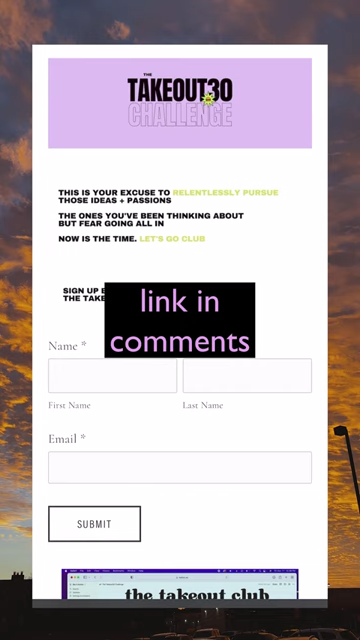 THE
TAKEOUT30
CHALLENGE
THIS IS YOUR EXCUSE TO RELENTLESSLY PURSUE
THOSE IDEAS + PASSIONS
THE ONES YOU'VE BEEN THINKING ABOUT
BUT FEAR GOING ALL IN
NOW IS THE TIME. LET'S GO CLUB
SIGN UP
THE
link in
comments
Name *
First Name
Last Name
Email *
SUBMIT
the takeout club